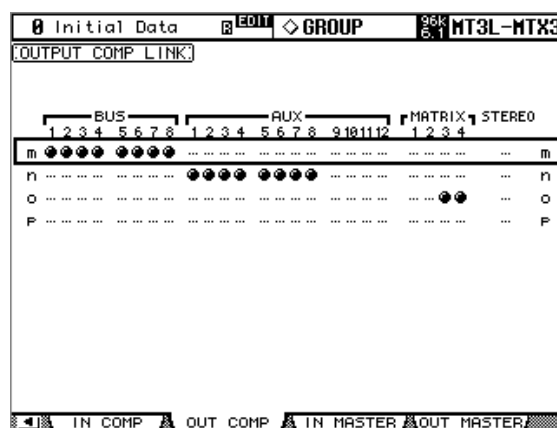 0 Initial Data R EDIT ◇ GROUP 96k 6.1 MT3L-MTX3
OUTPUT COMP LINK
BUS AUX MATRIX STEREO
1 2 3 4 5 6 7 8 1 2 3 4 5 6 7 8 9 10 11 12 1 2 3 4
m m
n n
o o
p p
IN COMP OUT COMP IN MASTER OUT MASTER